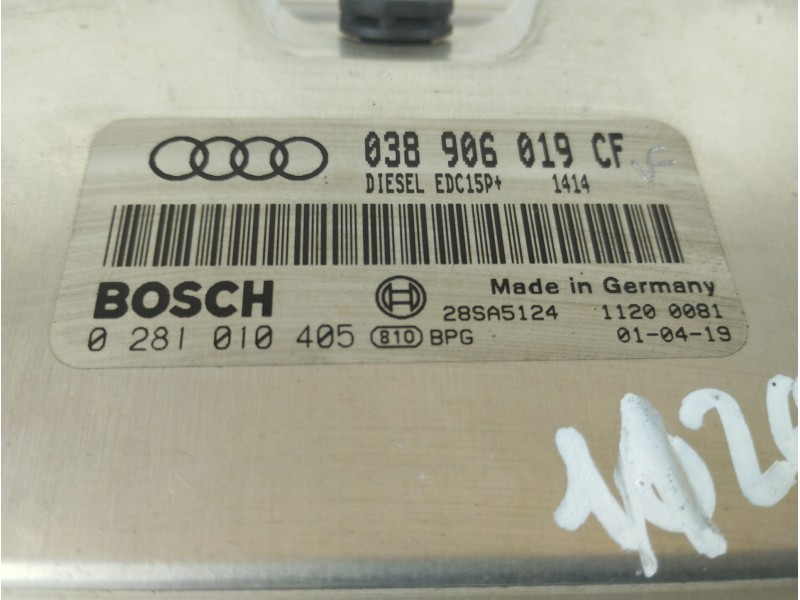 038 906 019 CF
DIESEL EDC15P+ 1414
BOSCH
Made in Germany
28SA5124 1120 0081
0 281 010 405 810 BPG 01-04-19